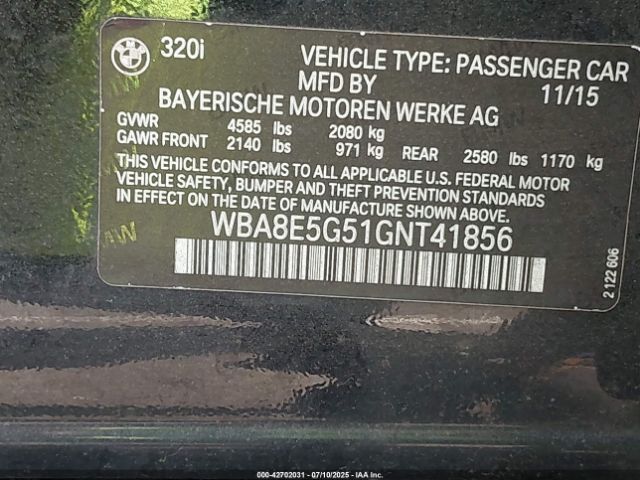 BMW
320i
VEHICLE TYPE: PASSENGER CAR
MFD BY 11/15
BAYERISCHE MOTOREN WERKE AG
GVWR 4585 lbs 2080 kg
GAWR FRONT 2140 lbs 971 kg REAR 2580 lbs 1170 kg
THIS VEHICLE CONFORMS TO ALL APPLICABLE U.S. FEDERAL MOTOR
VEHICLE SAFETY, BUMPER AND THEFT PREVENTION STANDARDS
IN EFFECT ON THE DATE OF MANUFACTURE SHOWN ABOVE.
WBA8E5G51GNT41856
2 122 606
000-42702031 - 07/10/2025 - IAA Inc.